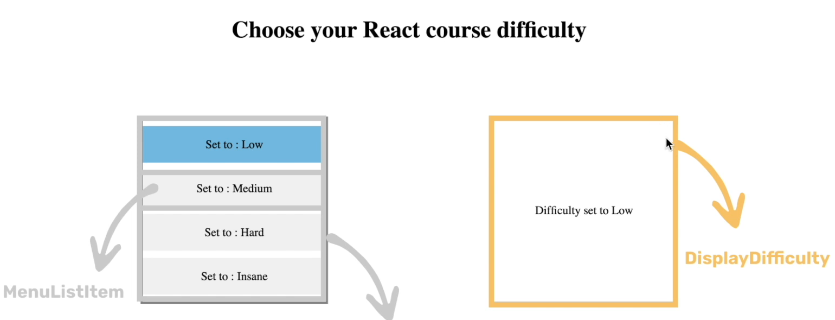 Choose your React course difficulty
Set to : Low
Set to : Medium
Set to : Hard
Set to : Insane
MenuListItem
Difficulty set to Low
DisplayDifficulty